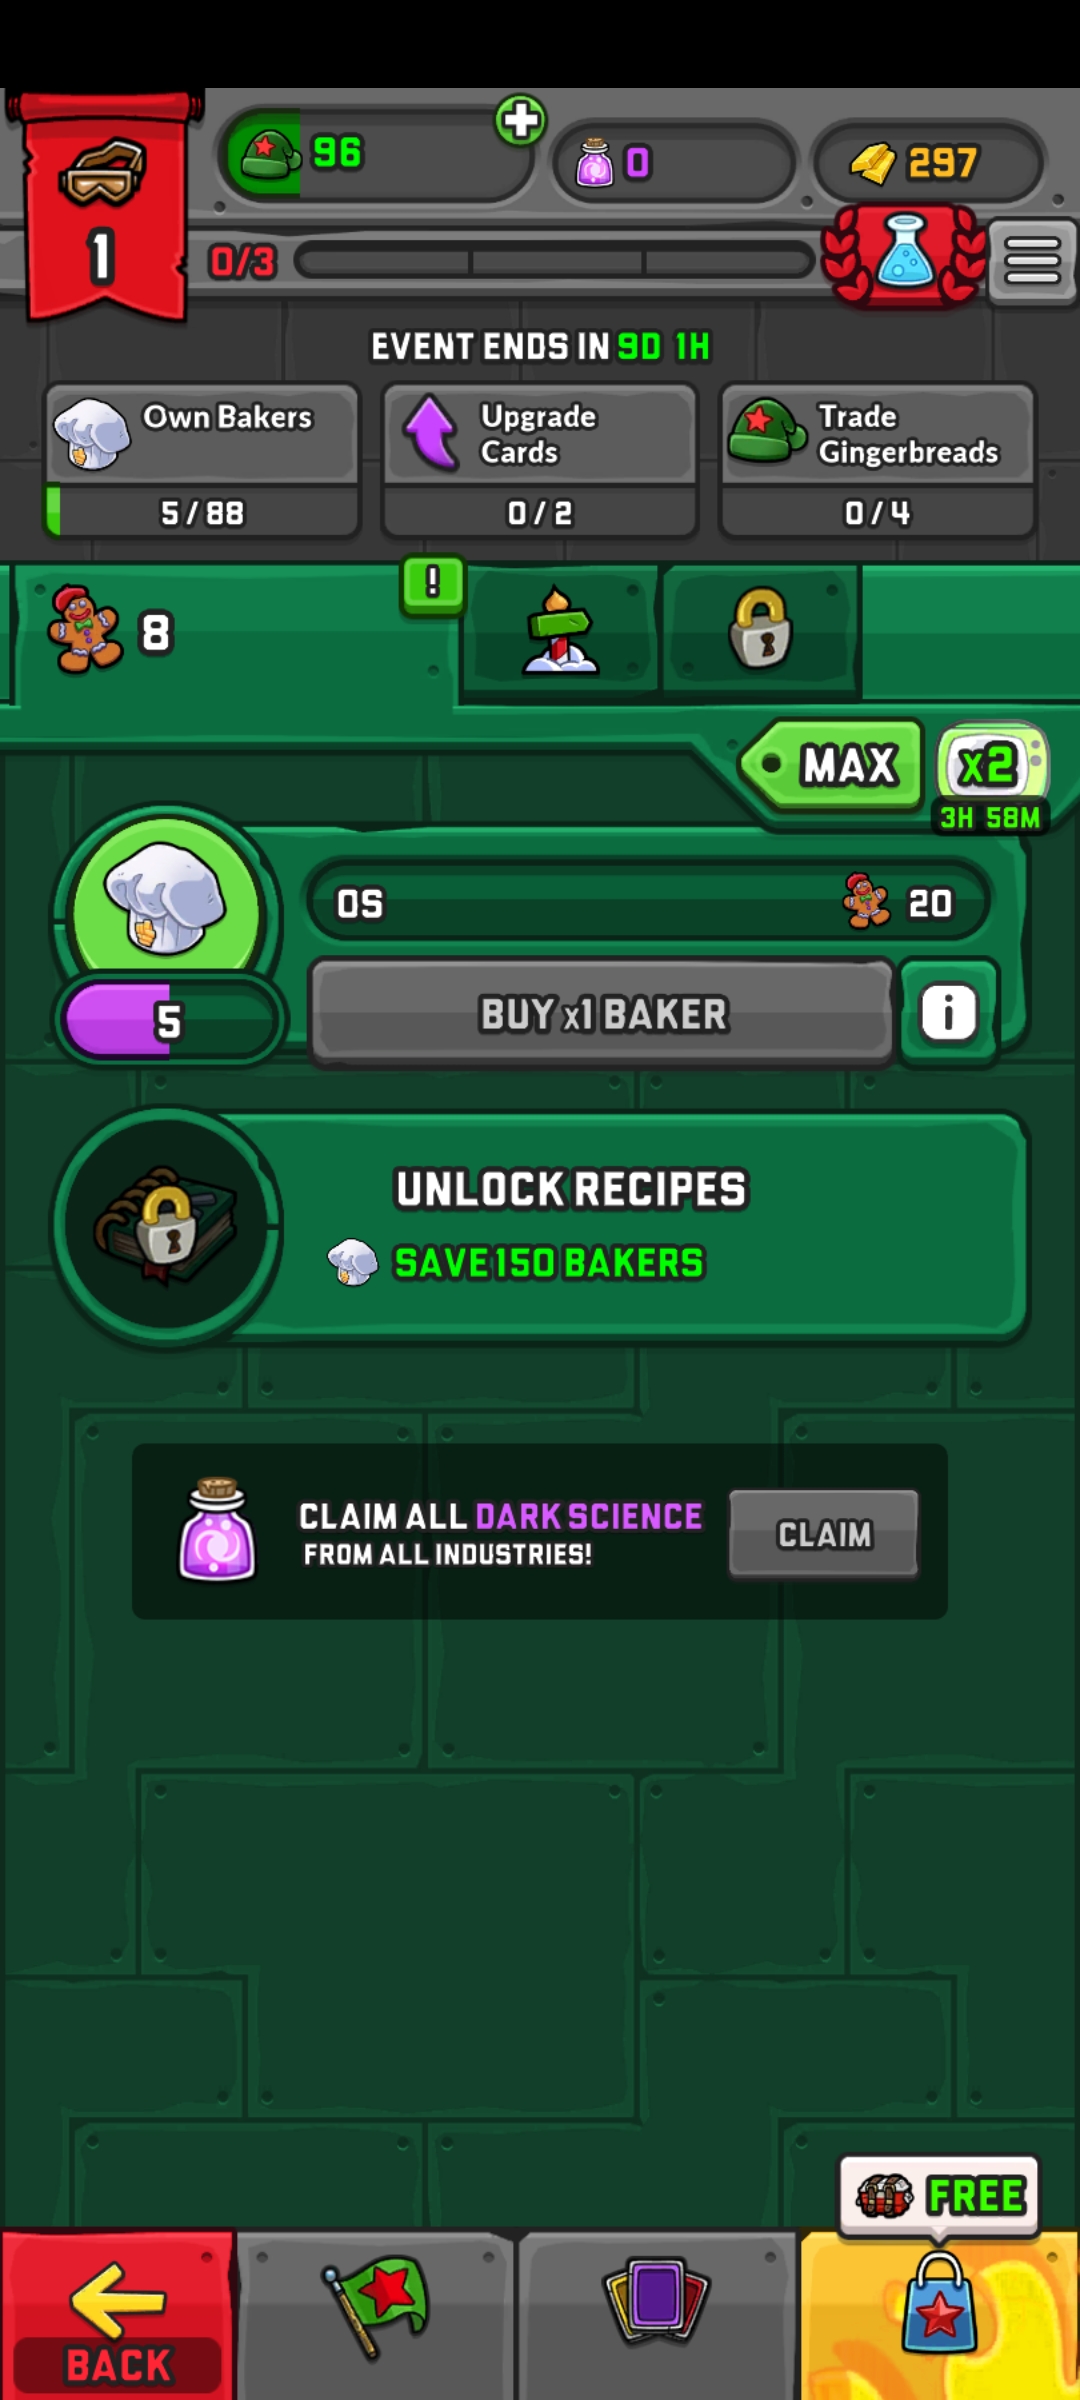 96
0
297
1
0/3
EVENT ENDS IN 9D 1H
Own Bakers
5/88
Upgrade
Cards
0/2
Trade
Gingerbreads
0/4
!
8
MAX
x2
3H 58M
0S
20
5
BUY x1 BAKER
i
UNLOCK RECIPES
SAVE 150 BAKERS
CLAIM ALL DARK SCIENCE
FROM ALL INDUSTRIES!
CLAIM
FREE
BACK